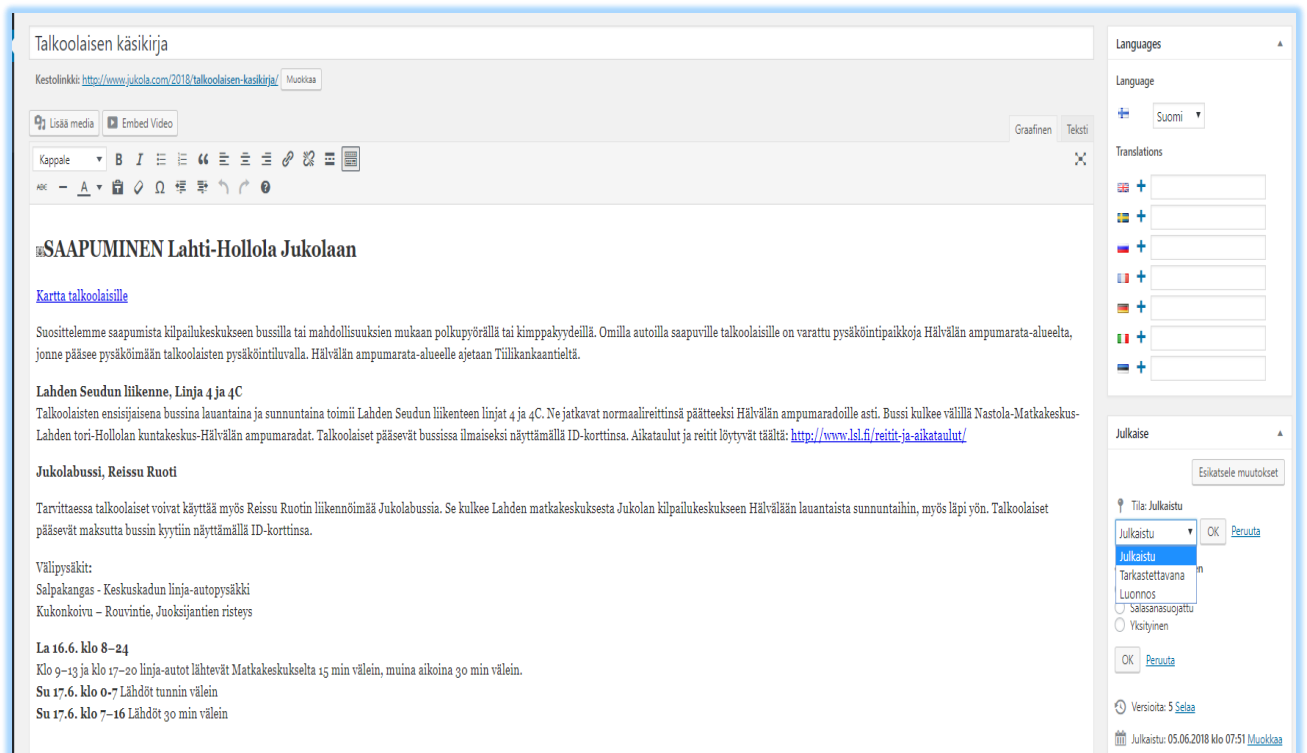 Talkoolaisen käsikirja
Kestolinkki: http://www.jukola.com/2018/talkoolaisen-kasikirja/ Muokkaa
Lisää media Embed Video
Graafinen Teksti
Kappale
B I
ABC A Ω
SAAPUMINEN Lahti-Hollola Jukolaan
Kartta talkoolaisille
Suosittelemme saapumista kilpailukeskukseen bussilla tai mahdollisuuksien mukaan polkupyörällä tai kimppakyydeillä. Omilla autoilla saapuville talkoolaisille on varattu pysäköintipaikkoja Hälvälän ampumarata-alueelta,
jonne pääsee pysäköimään talkoolaisten pysäköintiluvalla. Hälvälän ampumarata-alueelle ajetaan Tiilikankaantieltä.
Lahden Seudun liikenne, Linja 4 ja 4C
Talkoolaisten ensisijaisena bussina lauantaina ja sunnuntaina toimii Lahden Seudun liikenteen linjat 4 ja 4C. Ne jatkavat normaalireittinsä päätteeksi Hälvälän ampumaradoille asti. Bussi kulkee välillä Nastola-Matkakeskus-
Lahden tori-Hollolan kuntakeskus-Hälvälän ampumaradat. Talkoolaiset pääsevät bussissa ilmaiseksi näyttämällä ID-korttinsa. Aikataulut ja reitit löytyvät täältä: http://www.lsl.fi/reitit-ja-aikataulut/
Jukolabussi, Reissu Ruoti
Tarvittaessa talkoolaiset voivat käyttää myös Reissu Ruotin liikennöimää Jukolabussia. Se kulkee Lahden matkakeskuksesta Jukolan kilpailukeskukseen Hälvälään lauantaista sunnuntaihin, myös läpi yön. Talkoolaiset
pääsevät maksutta bussin kyytiin näyttämällä ID-korttinsa.
Välipysäkit:
Salpakangas - Keskuskadun linja-autopysäkki
Kukonkoivu – Rouvintie, Juoksijantien risteys
La 16.6. klo 8–24
Klo 9–13 ja klo 17–20 linja-autot lähtevät Matkakeskukselta 15 min välein, muina aikoina 30 min välein.
Su 17.6. klo 0-7 Lähdöt tunnin välein
Su 17.6. klo 7–16 Lähdöt 30 min välein
Languages
Language
Suomi
Translations
Julkaise
Esikatsele muutokset
Tila: Julkaistu
Julkaistu OK Peruuta
Julkaistu
Tarkastettavana
Luonnos
Salasanasuojattu
Yksityinen
OK Peruuta
Versioita: 5 Selaa
Julkaistu: 05.06.2018 klo 07:51 Muokkaa